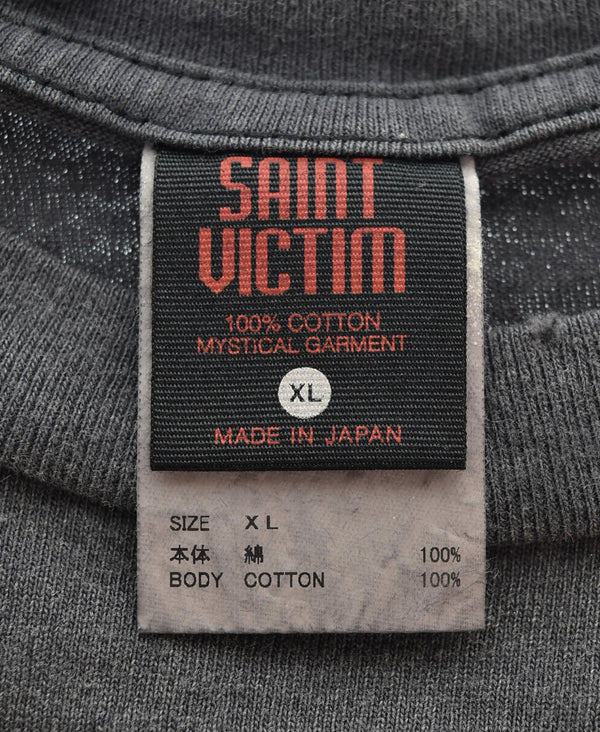 SAINT
VICTIM
100% COTTON
MYSTICAL GARMENT
XL
MADE IN JAPAN
SIZE XL
本体 綿 100%
BODY COTTON 100%